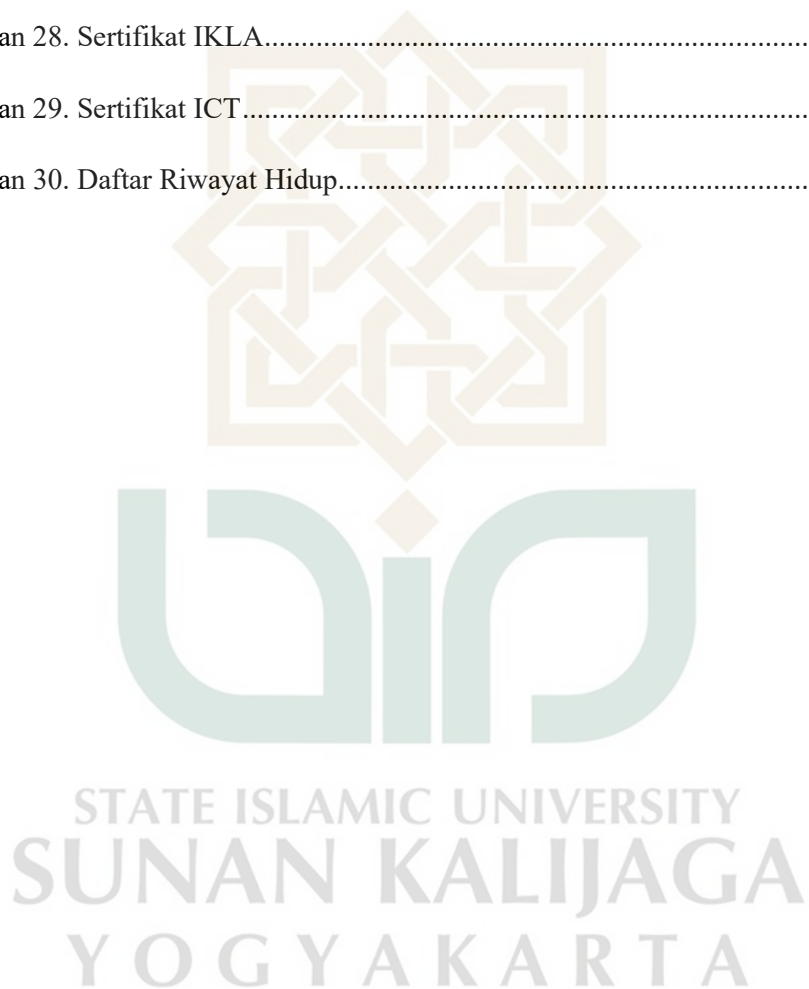 an 28. Sertifikat IKLA...........................................................................
an 29. Sertifikat ICT..............................................................................
an 30. Daftar Riwayat Hidup................................................................
STATE ISLAMIC UNIVERSITY
SUNAN KALIJAGA
YOGYAKARTA